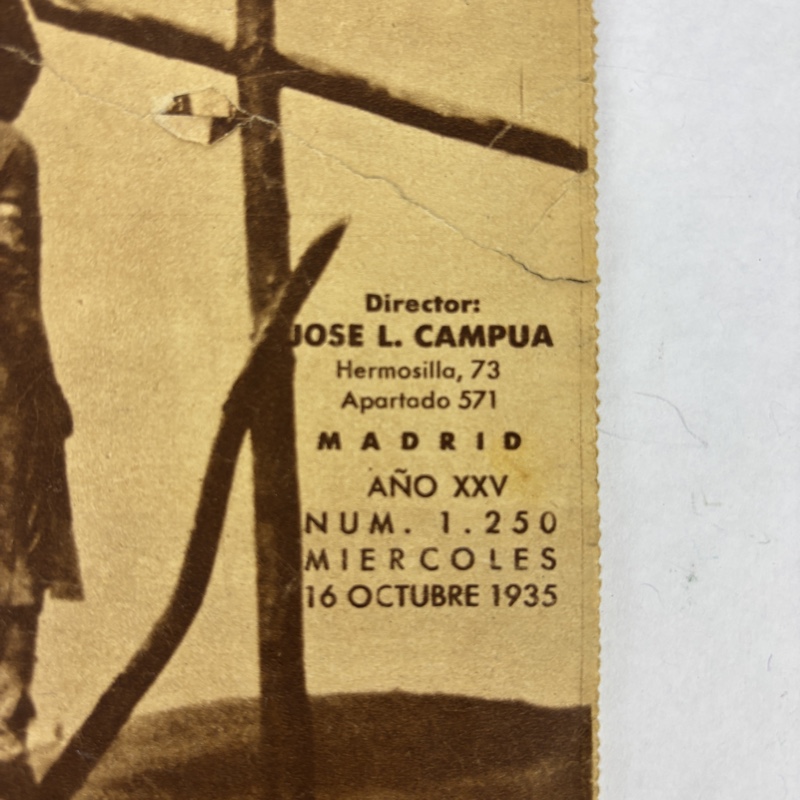 Director:
JOSE L. CAMPUA
Hermosilla, 73
Apartado 571
MADRID
AÑO XXV
NUM. 1.250
MIERCOLES
16 OCTUBRE 1935